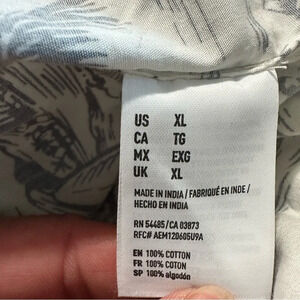 US XL
CA TG
MX EXG
UK XL
MADE IN INDIA / FABRIQUÉ EN INDE /
HECHO EN INDIA
RN 54485/CA 03873
RFC# AEM120605U9A
EN 100% COTTON
FR 100% COTON
SP 100% algodón